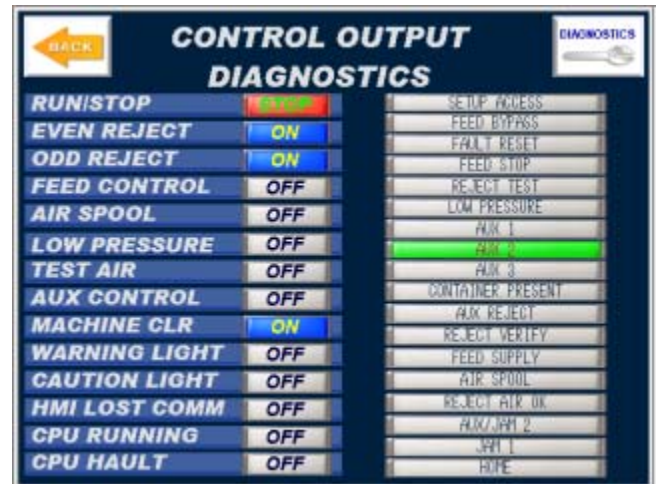 BACK
CONTROL OUTPUT
DIAGNOSTICS
DIAGNOSTICS
RUN/STOP STOP
EVEN REJECT ON
ODD REJECT ON
FEED CONTROL OFF
AIR SPOOL OFF
LOW PRESSURE OFF
TEST AIR OFF
AUX CONTROL OFF
MACHINE CLR ON
WARNING LIGHT OFF
CAUTION LIGHT OFF
HMI LOST COMM OFF
CPU RUNNING OFF
CPU HAULT OFF
SETUP ACCESS
FEED BYPASS
FAULT RESET
FEED STOP
REJECT TEST
LOW PRESSURE
AUX 1
AUX 2
AUX 3
CONTAINER PRESENT
AUX REJECT
REJECT VERIFY
FEED SUPPLY
AIR SPOOL
REJECT AIR OK
AUX/JAM 2
JAM 1
HOME